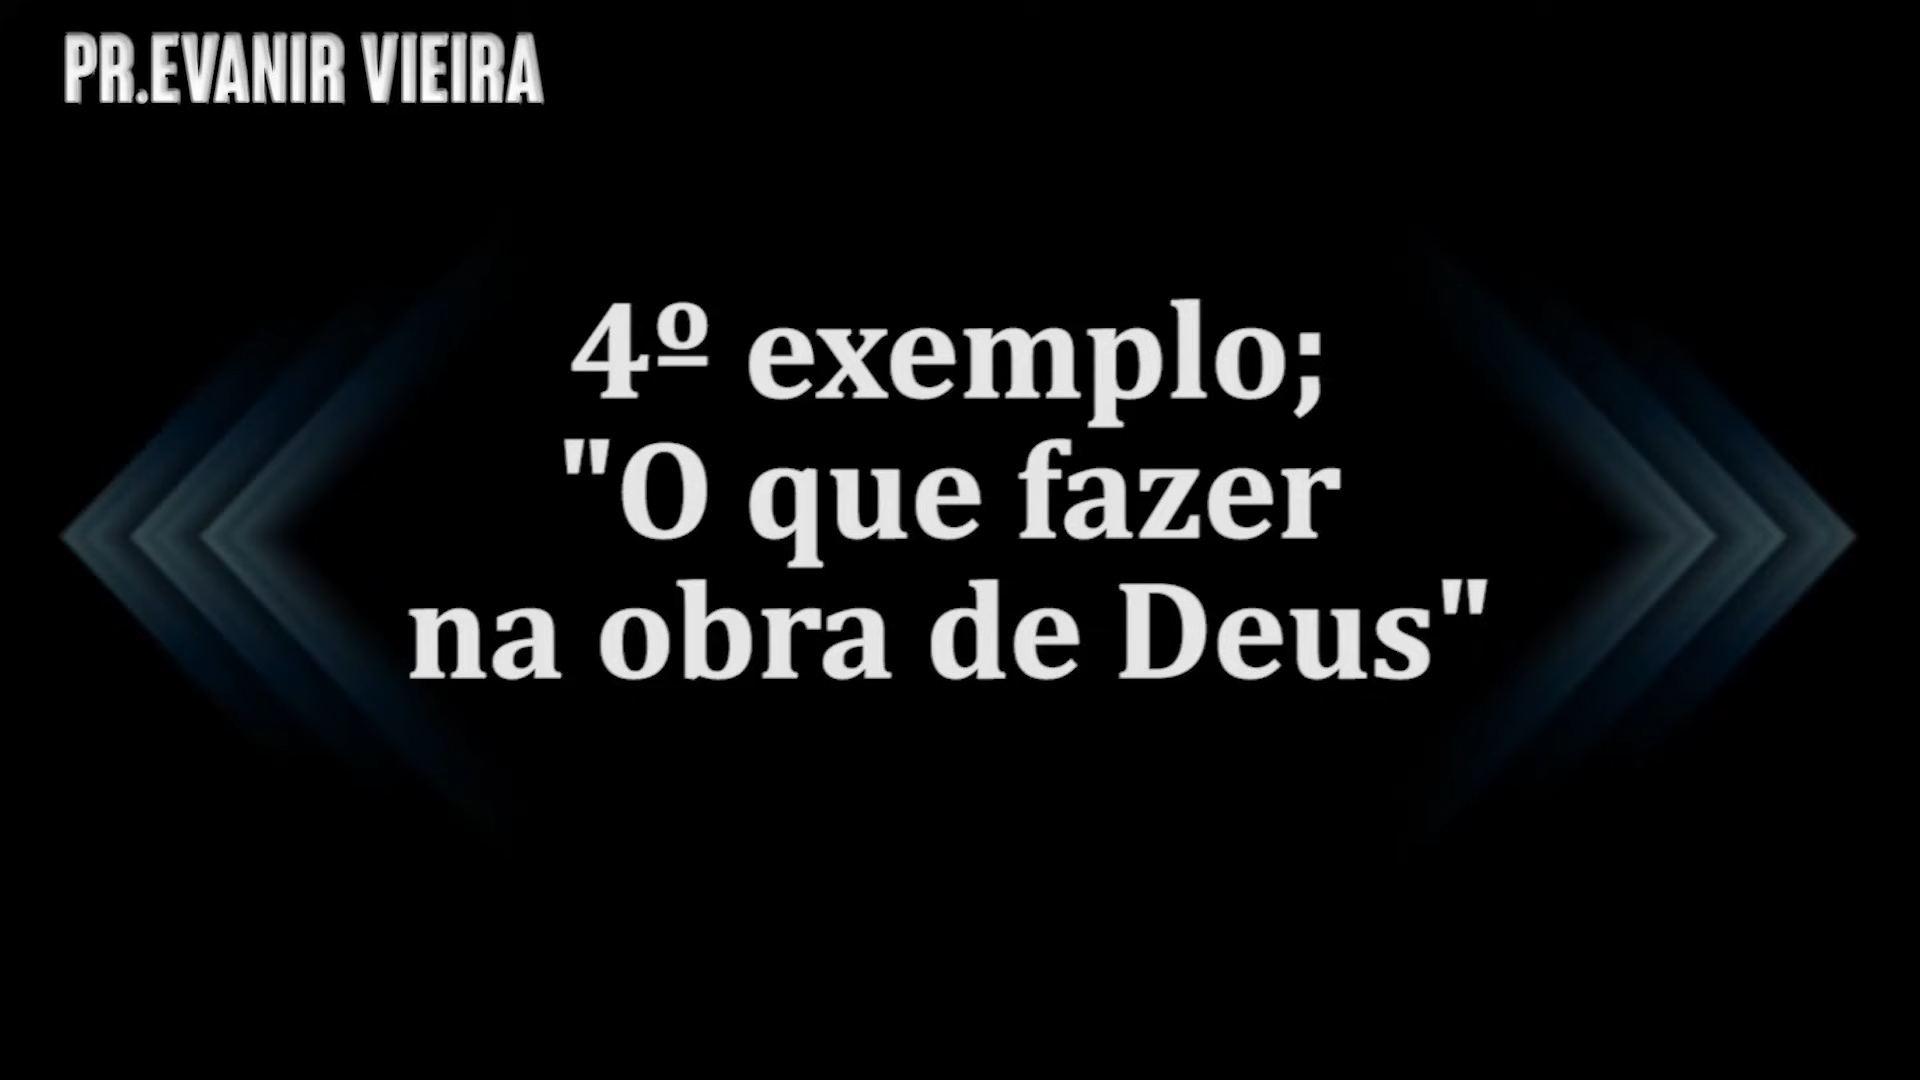 PR.EVANIR VIEIRA
4º exemplo;
"O que fazer
na obra de Deus"